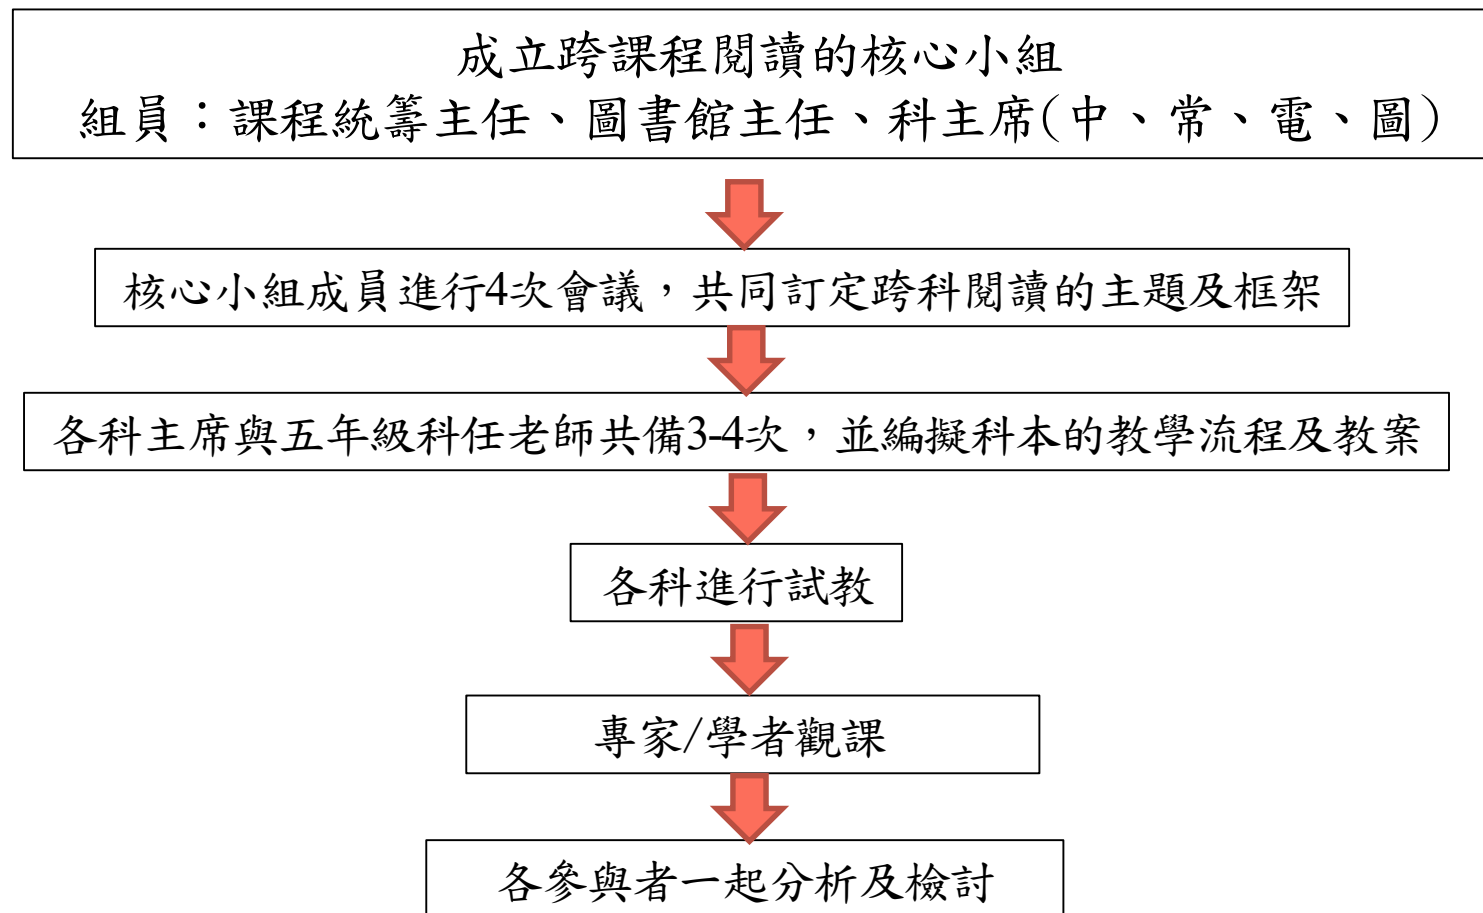 成立跨課程閱讀的核心小組
組員：課程統籌主任、圖書館主任、科主席(中、常、電、圖)
核心小組成員進行4次會議，共同訂定跨科閱讀的主題及框架
各科主席與五年級科任老師共備3-4次，並編擬科本的教學流程及教案
各科進行試教
專家/學者觀課
各參與者一起分析及檢討